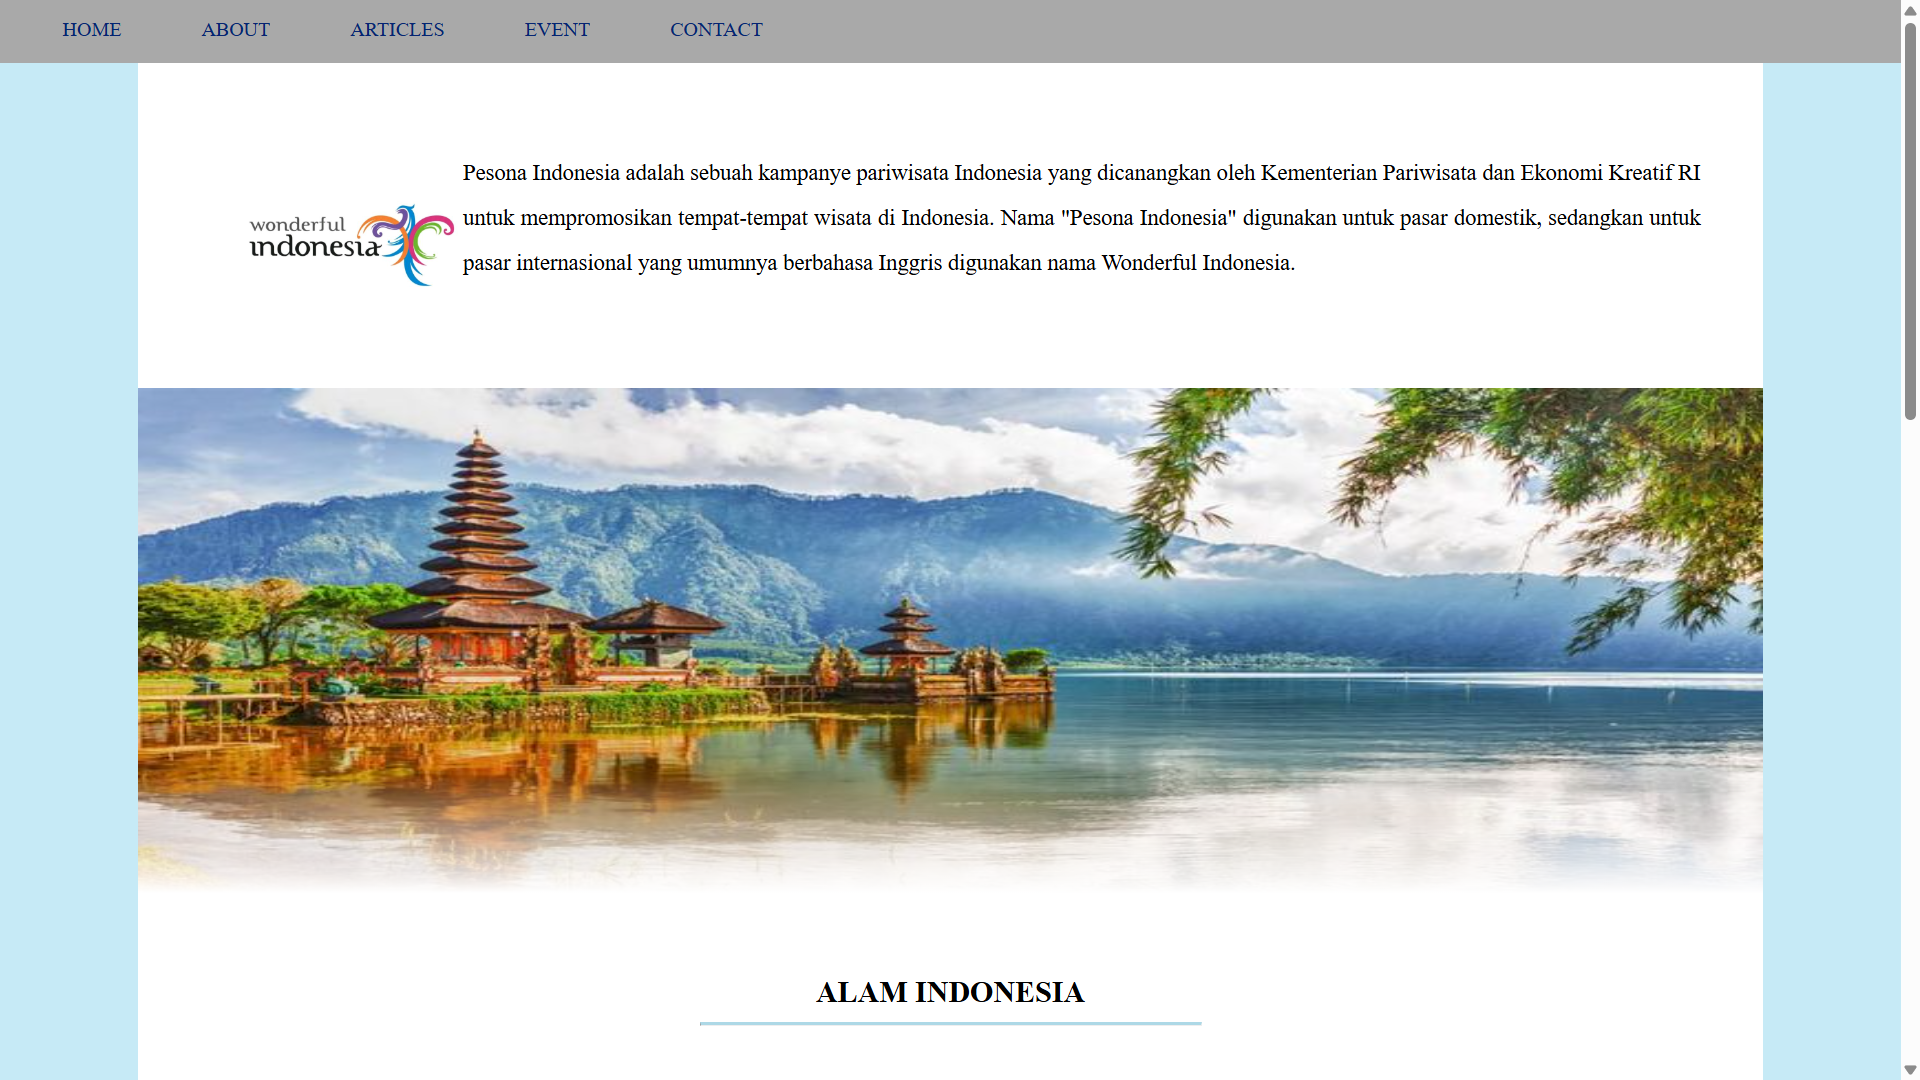 HOME ABOUT ARTICLES EVENT CONTACT
Pesona Indonesia adalah sebuah kampanye pariwisata Indonesia yang dicanangkan oleh Kementerian Pariwisata dan Ekonomi Kreatif RI
untuk mempromosikan tempat-tempat wisata di Indonesia. Nama "Pesona Indonesia" digunakan untuk pasar domestik, sedangkan untuk
pasar internasional yang umumnya berbahasa Inggris digunakan nama Wonderful Indonesia.
wonderful
indonesia
ALAM INDONESIA